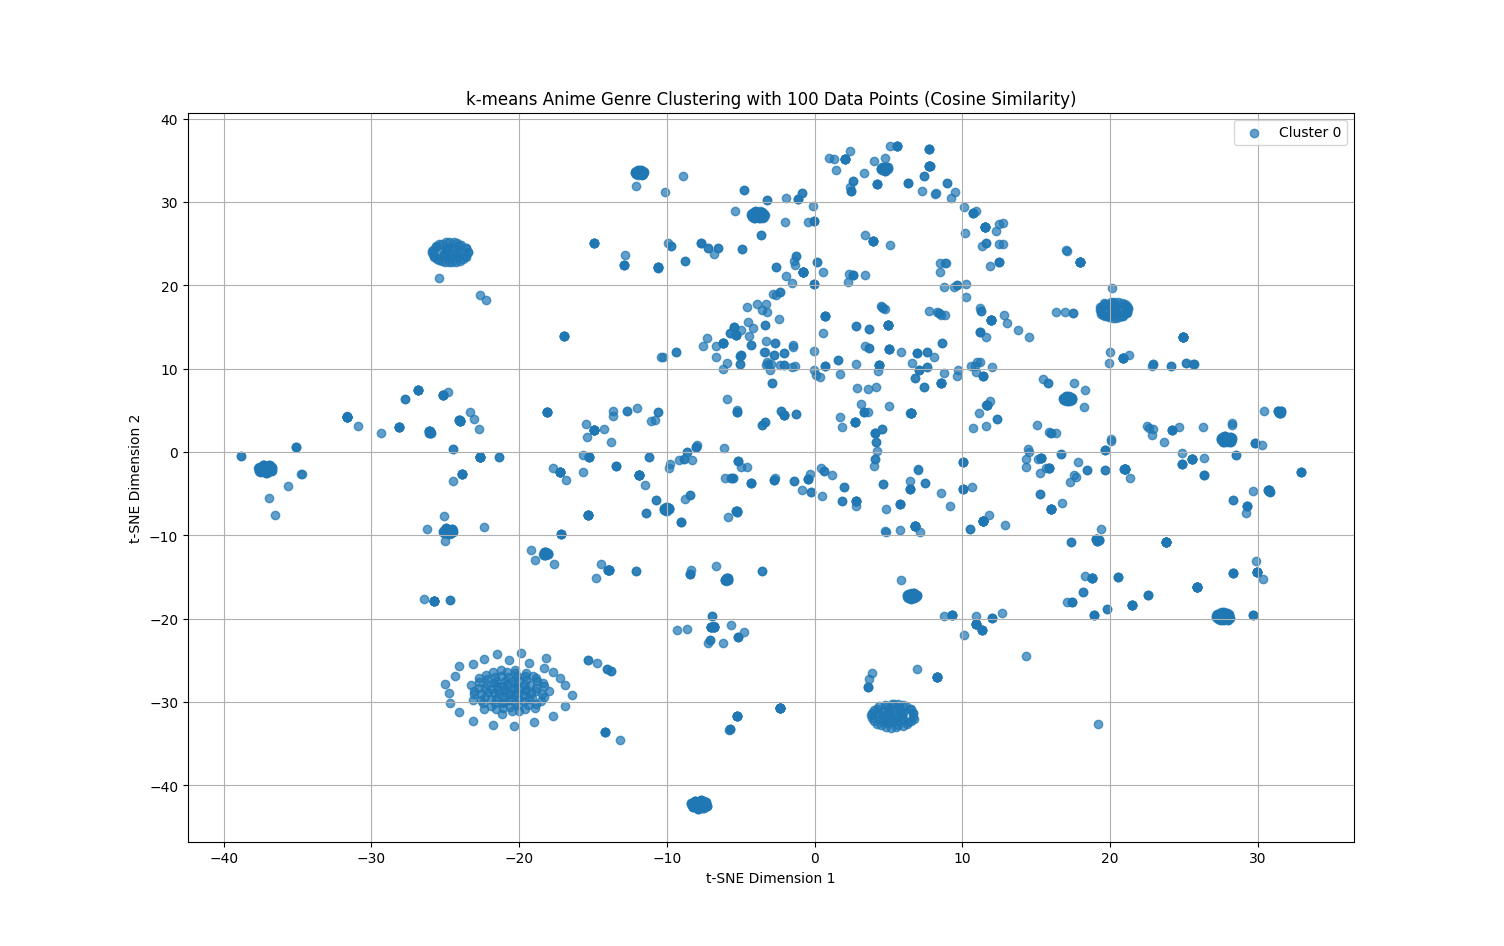 k-means Anime Genre Clustering with 100 Data Points (Cosine Similarity)
Cluster 0
40
30
20
10
0
−10
−20
−30
−40
t-SNE Dimension 2
−40 −30 −20 −10 0 10 20 30
t-SNE Dimension 1